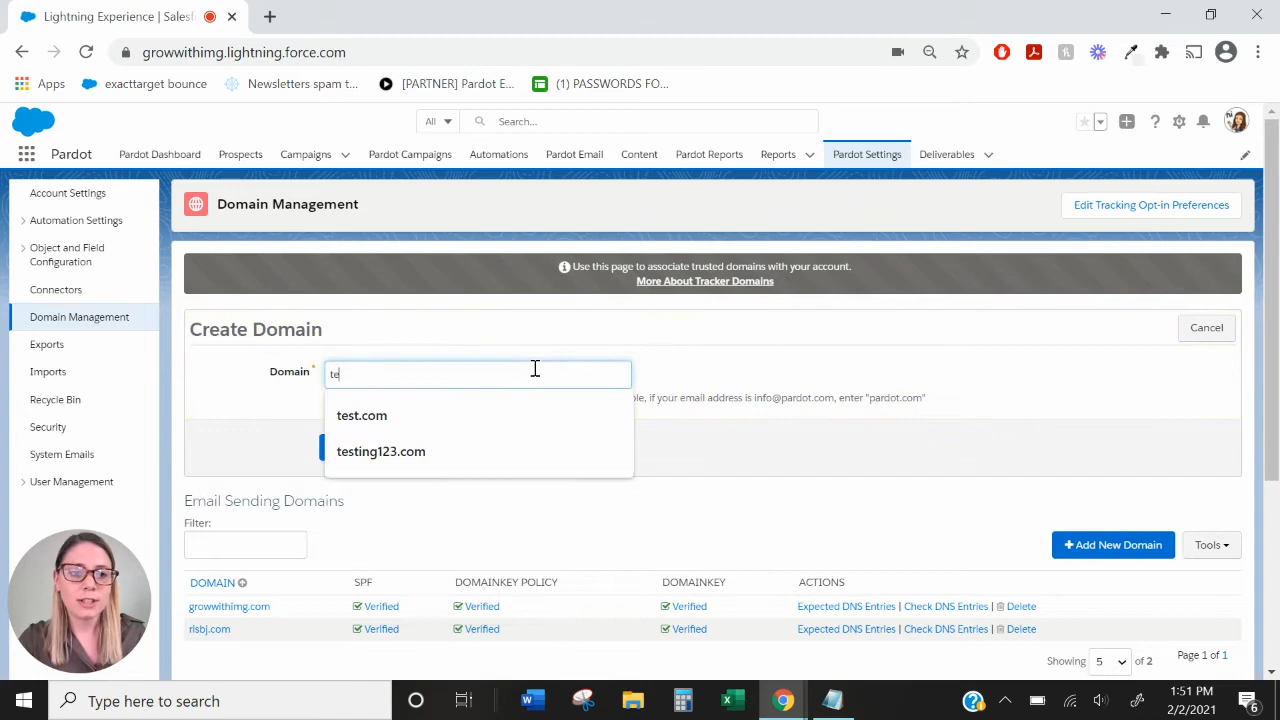 Lightning Experience | Salesf
growwithimg.lightning.force.com
Apps
exacttarget bounce
Newsletters spam t...
[PARTNER] Pardot E...
(1) PASSWORDS FO...
All
Search...
Pardot
Pardot Dashboard
Prospects
Campaigns
Pardot Campaigns
Automations
Pardot Email
Content
Pardot Reports
Reports
Pardot Settings
Deliverables
Account Settings
Automation Settings
Object and Field
Configuration
Connectors
Domain Management
Exports
Imports
Recycle Bin
Security
System Emails
User Management
Domain Management
Edit Tracking Opt-in Preferences
Use this page to associate trusted domains with your account.
More About Tracker Domains
Create Domain
Cancel
Domain *
te
ble, if your email address is info@pardot.com, enter "pardot.com"
test.com
testing123.com
Email Sending Domains
Filter:
+ Add New Domain
Tools
DOMAIN SPF DOMAINKEY POLICY DOMAINKEY ACTIONS
growwithimg.com Verified Verified Verified Expected DNS Entries | Check DNS Entries | Delete
risbj.com Verified Verified Verified Expected DNS Entries | Check DNS Entries | Delete
Showing 5 of 2 Page 1 of 1
Type here to search
1:51 PM
2/2/2021
6